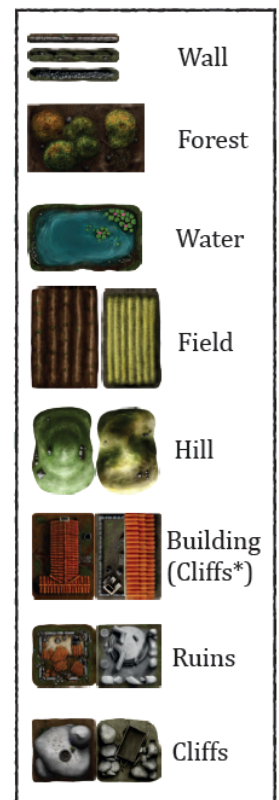 Wall
Forest
Water
Field
Hill
Building
(Cliffs*)
Ruins
Cliffs